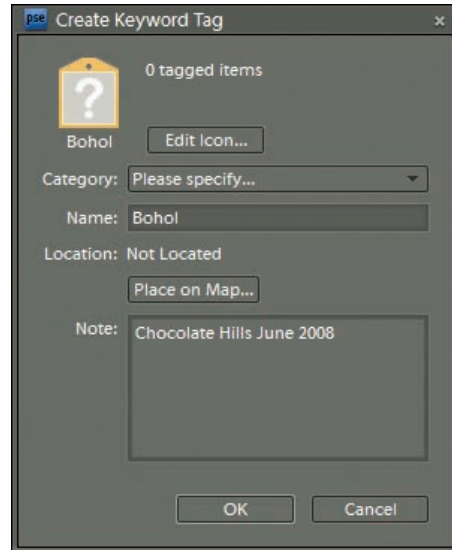 pse Create Keyword Tag x
0 tagged items
?
Bohol
Edit Icon...
Category: Please specify...
Name: Bohol
Location: Not Located
Place on Map...
Note: Chocolate Hills June 2008
OK Cancel